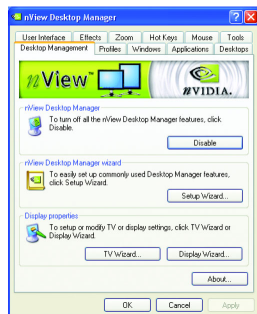 nView Desktop Manager
User Interface Effects Zoom Hot Keys Mouse Tools
Desktop Management Profiles Windows Applications Desktops
nView™
nVIDIA.
nView Desktop Manager
To turn off all the nView Desktop Manager features, click
Disable.
Disable
nView Desktop Manager wizard
To easily set up commonly used Desktop Manager features,
click Setup Wizard.
Setup Wizard...
Display properties
To setup or modify TV or display settings, click TV Wizard or
Display Wizard.
TV Wizard... Display Wizard...
About...
OK Cancel Apply